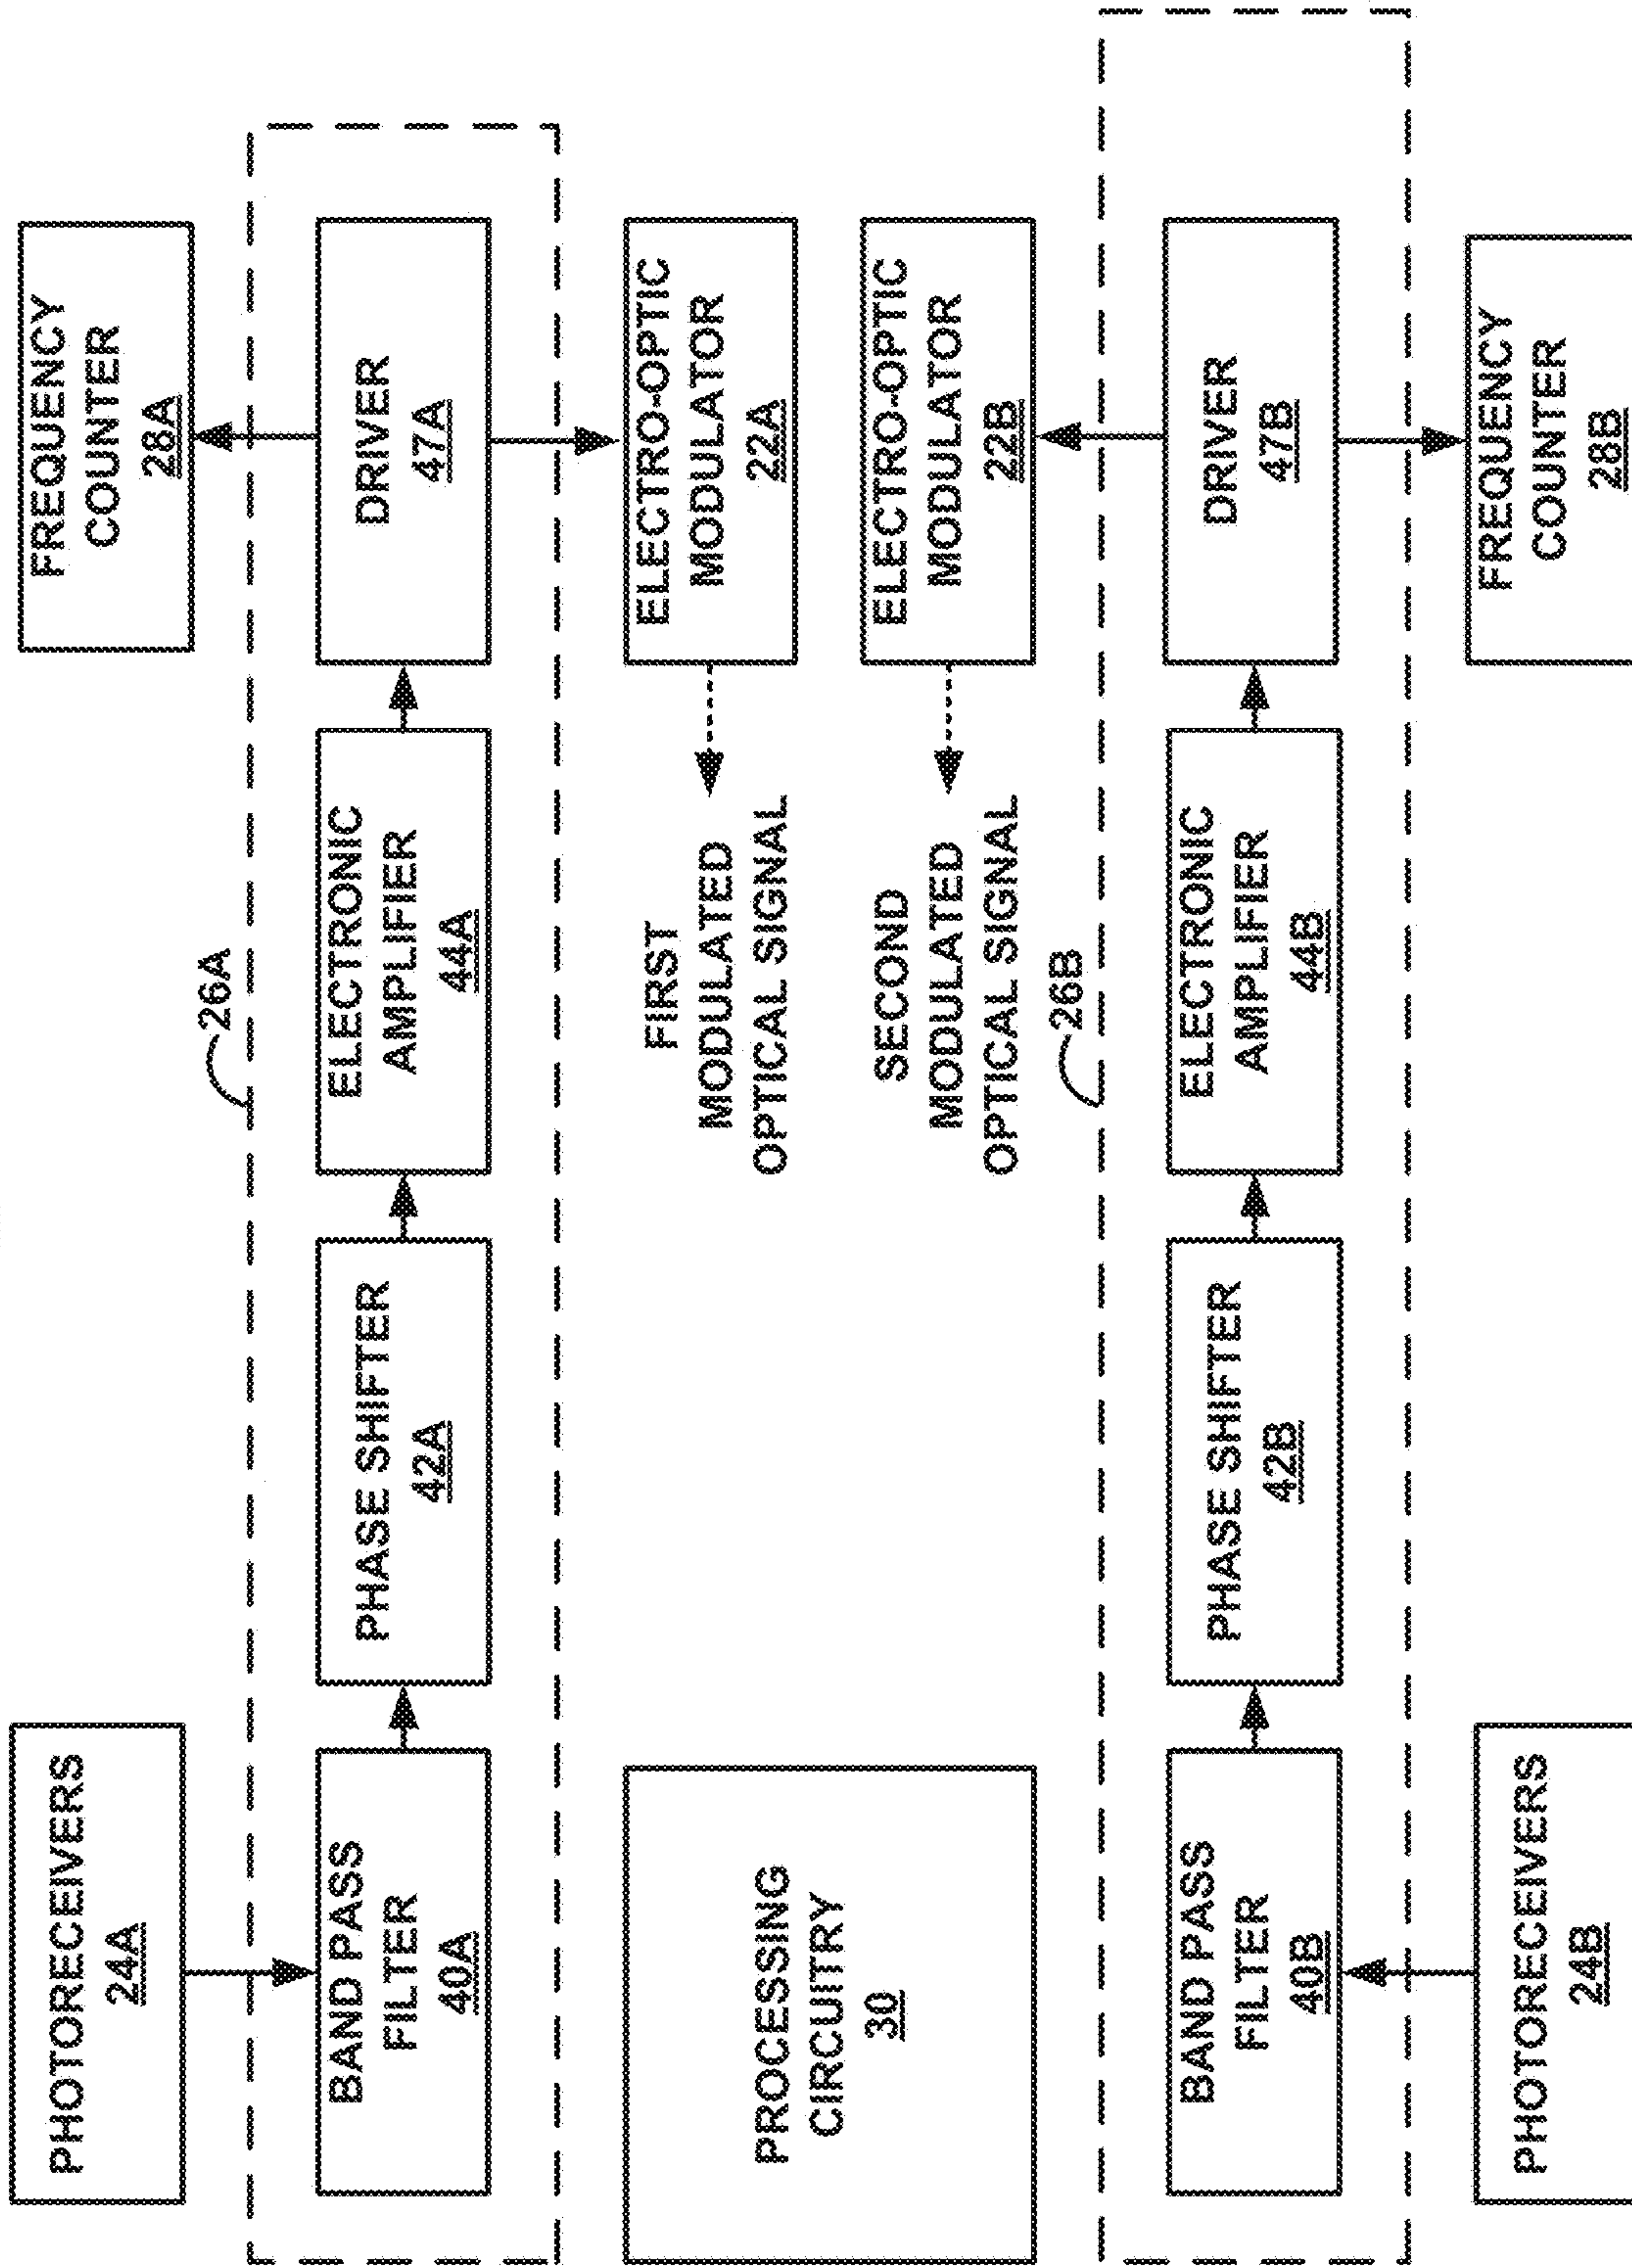 PHOTORECEIVERS
24A
FREQUENCY
COUNTER
28A
26A
BAND PASS
FILTER
40A
PHASE SHIFTER
42A
ELECTRONIC
AMPLIFIER
44A
DRIVER
47A
PROCESSING
CIRCUITRY
30
FIRST
MODULATED
OPTICAL SIGNAL
ELECTRO-OPTIC
MODULATOR
22A
SECOND
MODULATED
OPTICAL SIGNAL
ELECTRO-OPTIC
MODULATOR
22B
26B
BAND PASS
FILTER
40B
PHASE SHIFTER
42B
ELECTRONIC
AMPLIFIER
44B
DRIVER
47B
PHOTORECEIVERS
24B
FREQUENCY
COUNTER
28B